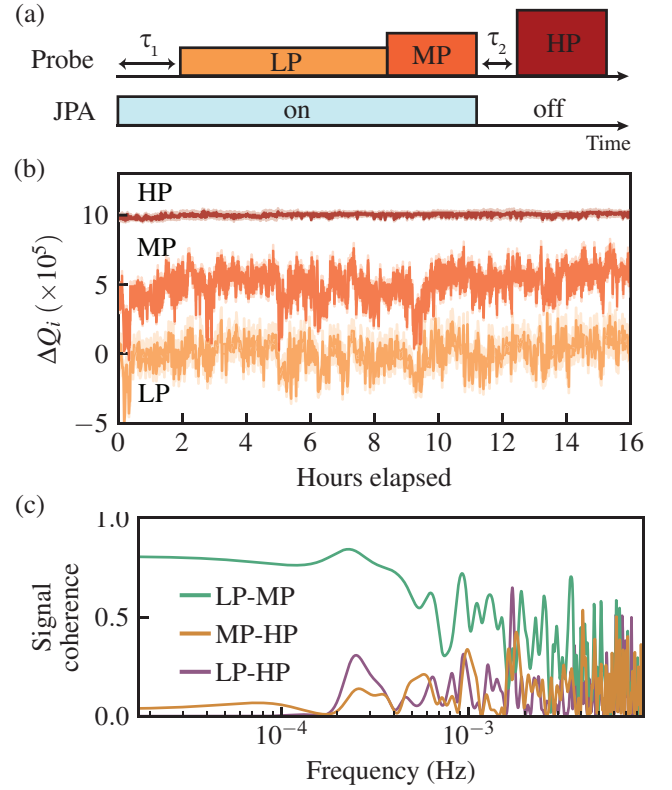 (a)
τ₁
τ₂
Probe
LP
MP
HP
JPA
on
off
Time
(b)
HP
MP
LP
ΔQᵢ (×10⁵)
10
5
0
−5
0 2 4 6 8 10 12 14 16
Hours elapsed
(c)
1.0
0.5
0.0
Signal
coherence
LP-MP
MP-HP
LP-HP
10⁻⁴ 10⁻³
Frequency (Hz)